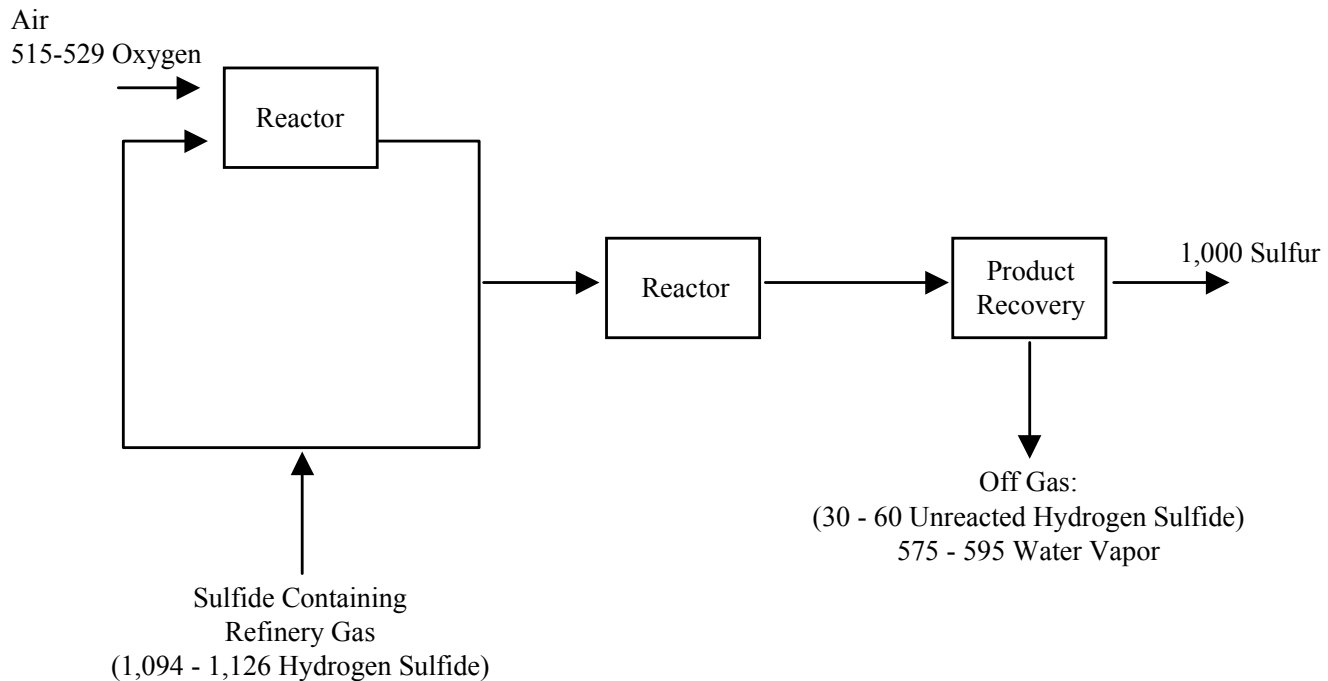 Air
515-529 Oxygen
Reactor
Reactor
Product
Recovery
1,000 Sulfur
Off Gas:
(30 - 60 Unreacted Hydrogen Sulfide)
575 - 595 Water Vapor
Sulfide Containing
Refinery Gas
(1,094 - 1,126 Hydrogen Sulfide)